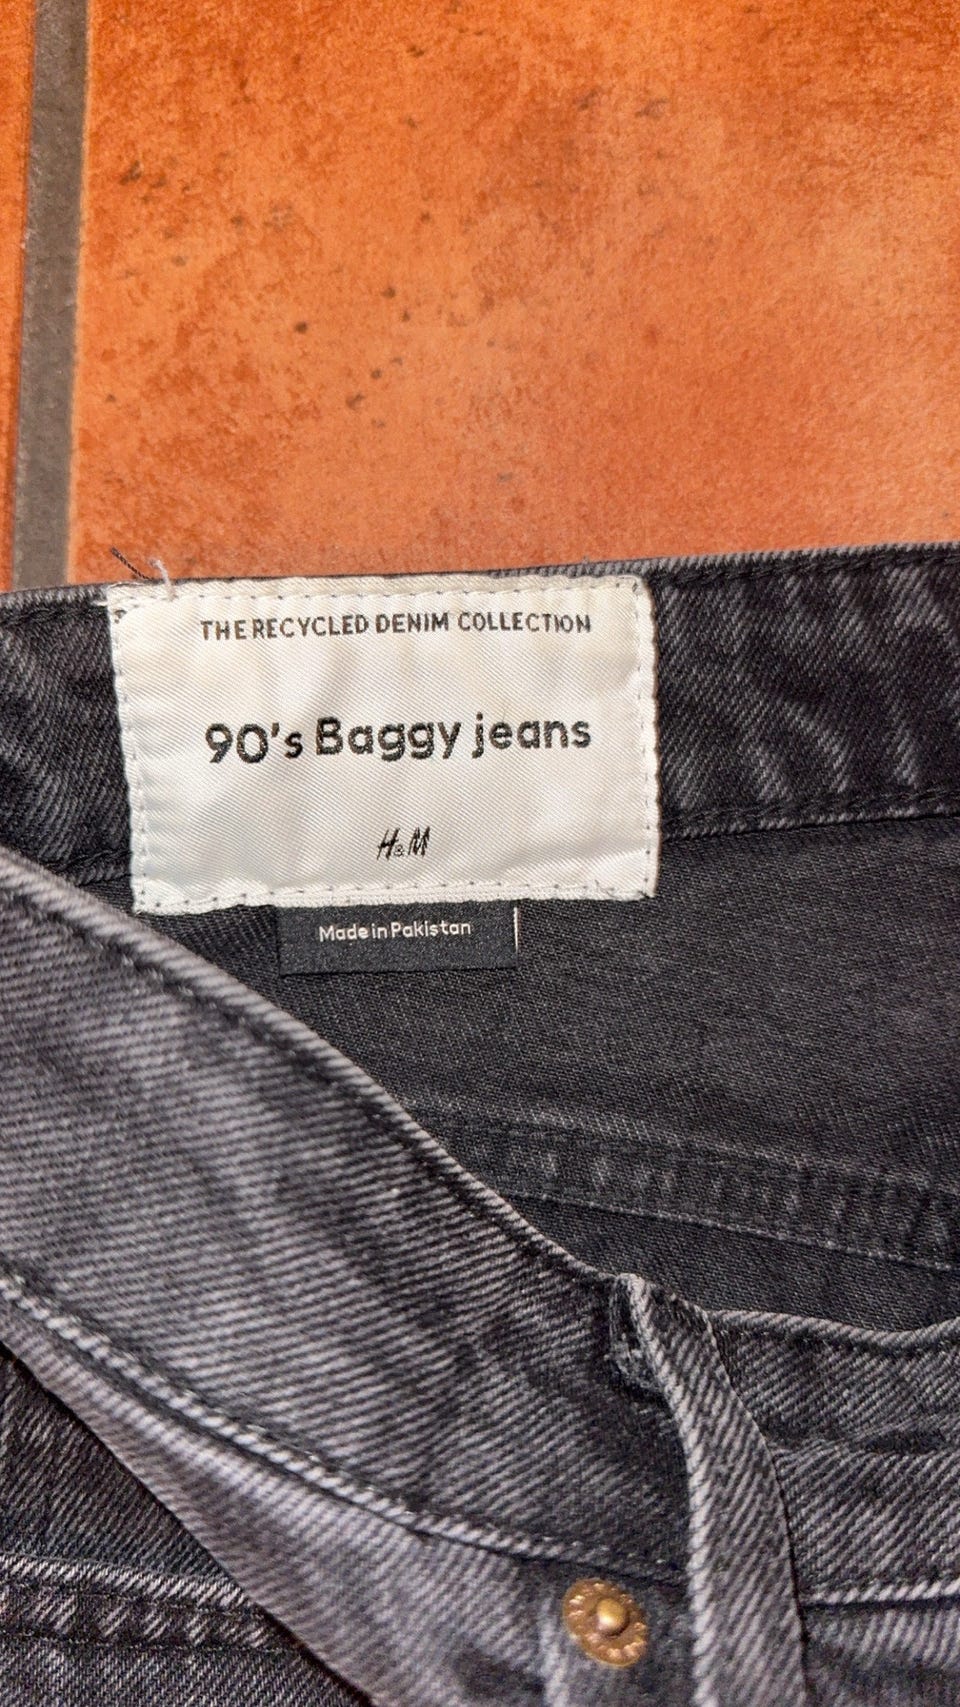 THE RECYCLED DENIM COLLECTION
90's Baggy jeans
H&M
Made in Pakistan